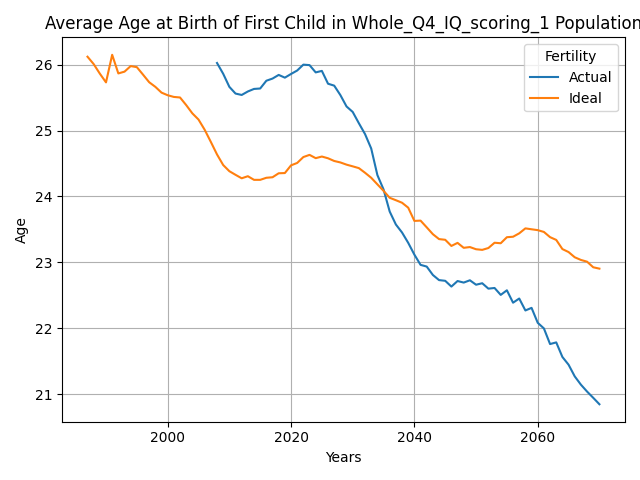 Average Age at Birth of First Child in Whole_Q4_IQ_scoring_1 Population
Fertility
Actual
Ideal
26
25
24
23
22
21
Age
2000
2020
2040
2060
Years